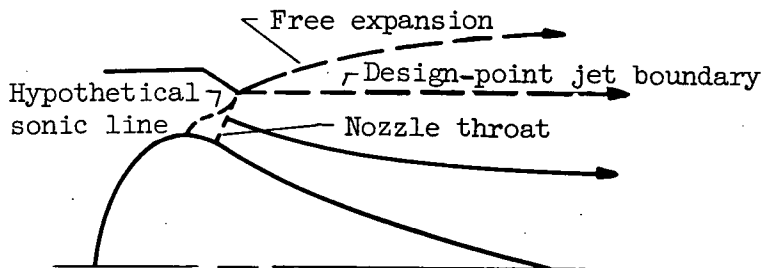 Free expansion
Design-point jet boundary
Hypothetical
sonic line
Nozzle throat